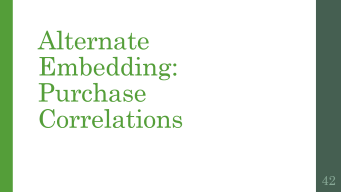 Alternate
Embedding:
Purchase
Correlations
42